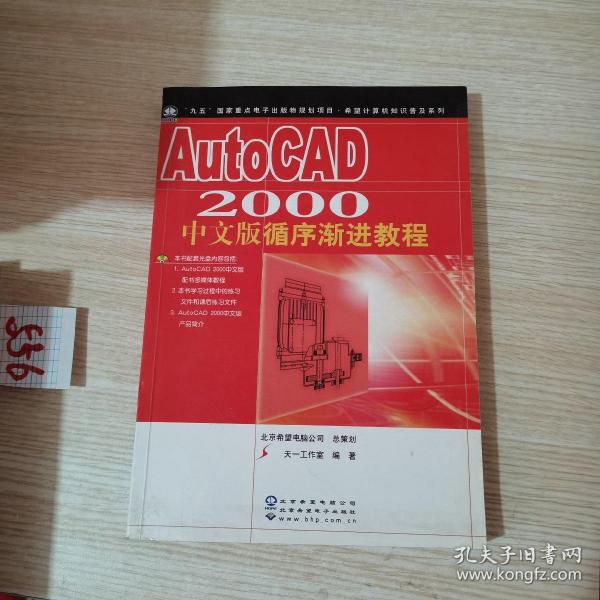 "九五"国家重点电子出版物规划项目·希望计算机知识普及系列
AutoCAD
2000
中文版循序渐进教程
本书配套光盘内容包括:
1. AutoCAD 2000中文版
配书多媒体教程
2. 本书学习过程中的练习
文件和课后练习文件
3. AutoCAD 2000中文版
产品简介
北京希望电脑公司 总策划
天一工作室 编著
HOPE
北京希望电脑公司
北京希望电子出版社
www.bhp.com.cn
556
孔夫子旧书网
www.kongfz.com